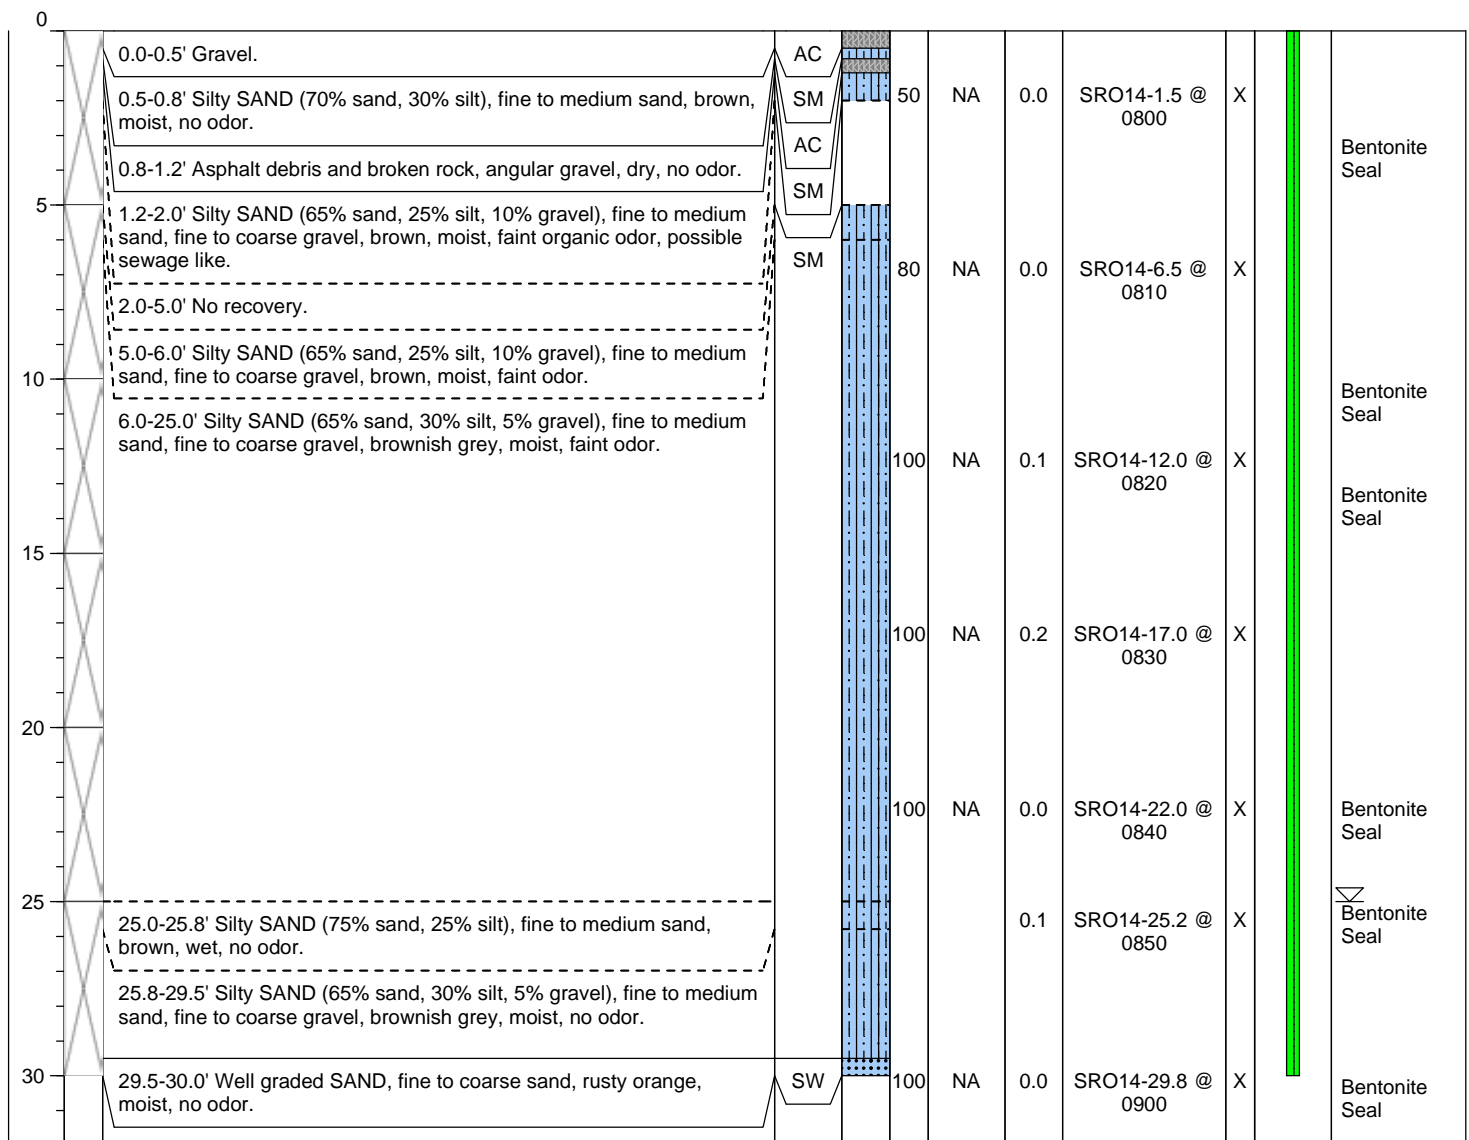 0
0.0-0.5' Gravel.
AC
0.5-0.8' Silty SAND (70% sand, 30% silt), fine to medium sand, brown,
moist, no odor.
SM
50
NA
0.0
SRO14-1.5 @
0800
X
0.8-1.2' Asphalt debris and broken rock, angular gravel, dry, no odor.
AC
Bentonite
Seal
SM
5
1.2-2.0' Silty SAND (65% sand, 25% silt, 10% gravel), fine to medium
sand, fine to coarse gravel, brown, moist, faint organic odor, possible
sewage like.
SM
80
NA
0.0
SRO14-6.5 @
0810
X
2.0-5.0' No recovery.
5.0-6.0' Silty SAND (65% sand, 25% silt, 10% gravel), fine to medium
sand, fine to coarse gravel, brown, moist, faint odor.
10
Bentonite
Seal
6.0-25.0' Silty SAND (65% sand, 30% silt, 5% gravel), fine to medium
sand, fine to coarse gravel, brownish grey, moist, faint odor.
100
NA
0.1
SRO14-12.0 @
0820
X
Bentonite
Seal
15
100
NA
0.2
SRO14-17.0 @
0830
X
20
100
NA
0.0
SRO14-22.0 @
0840
X
Bentonite
Seal
25
25.0-25.8' Silty SAND (75% sand, 25% silt), fine to medium sand,
brown, wet, no odor.
0.1
SRO14-25.2 @
0850
X
Bentonite
Seal
25.8-29.5' Silty SAND (65% sand, 30% silt, 5% gravel), fine to medium
sand, fine to coarse gravel, brownish grey, moist, no odor.
30
29.5-30.0' Well graded SAND, fine to coarse sand, rusty orange,
moist, no odor.
SW
100
NA
0.0
SRO14-29.8 @
0900
X
Bentonite
Seal